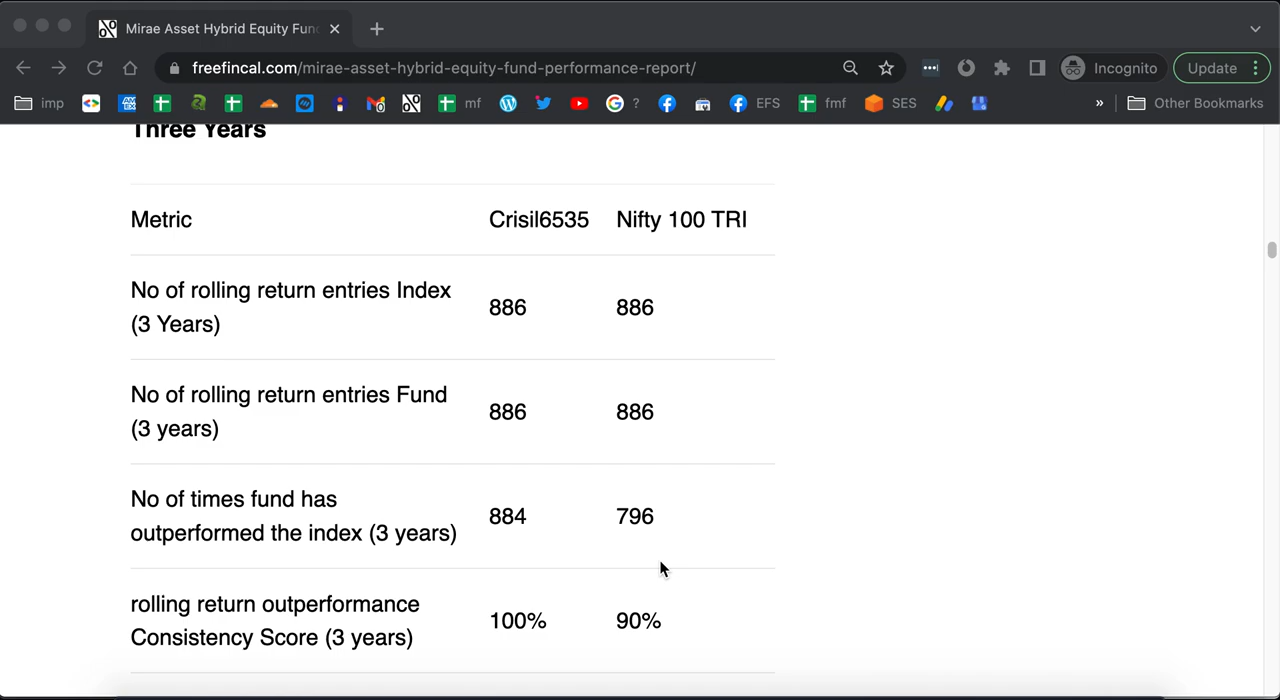 Mirae Asset Hybrid Equity Fun
freefincal.com/mirae-asset-hybrid-equity-fund-performance-report/
Incognito
Update
imp
mf
?
EFS
fmf
SES
»
Other Bookmarks
Three Years
Metric Crisil6535 Nifty 100 TRI
No of rolling return entries Index
(3 Years)
886 886
No of rolling return entries Fund
(3 years)
886 886
No of times fund has
outperformed the index (3 years)
884 796
rolling return outperformance
Consistency Score (3 years)
100% 90%